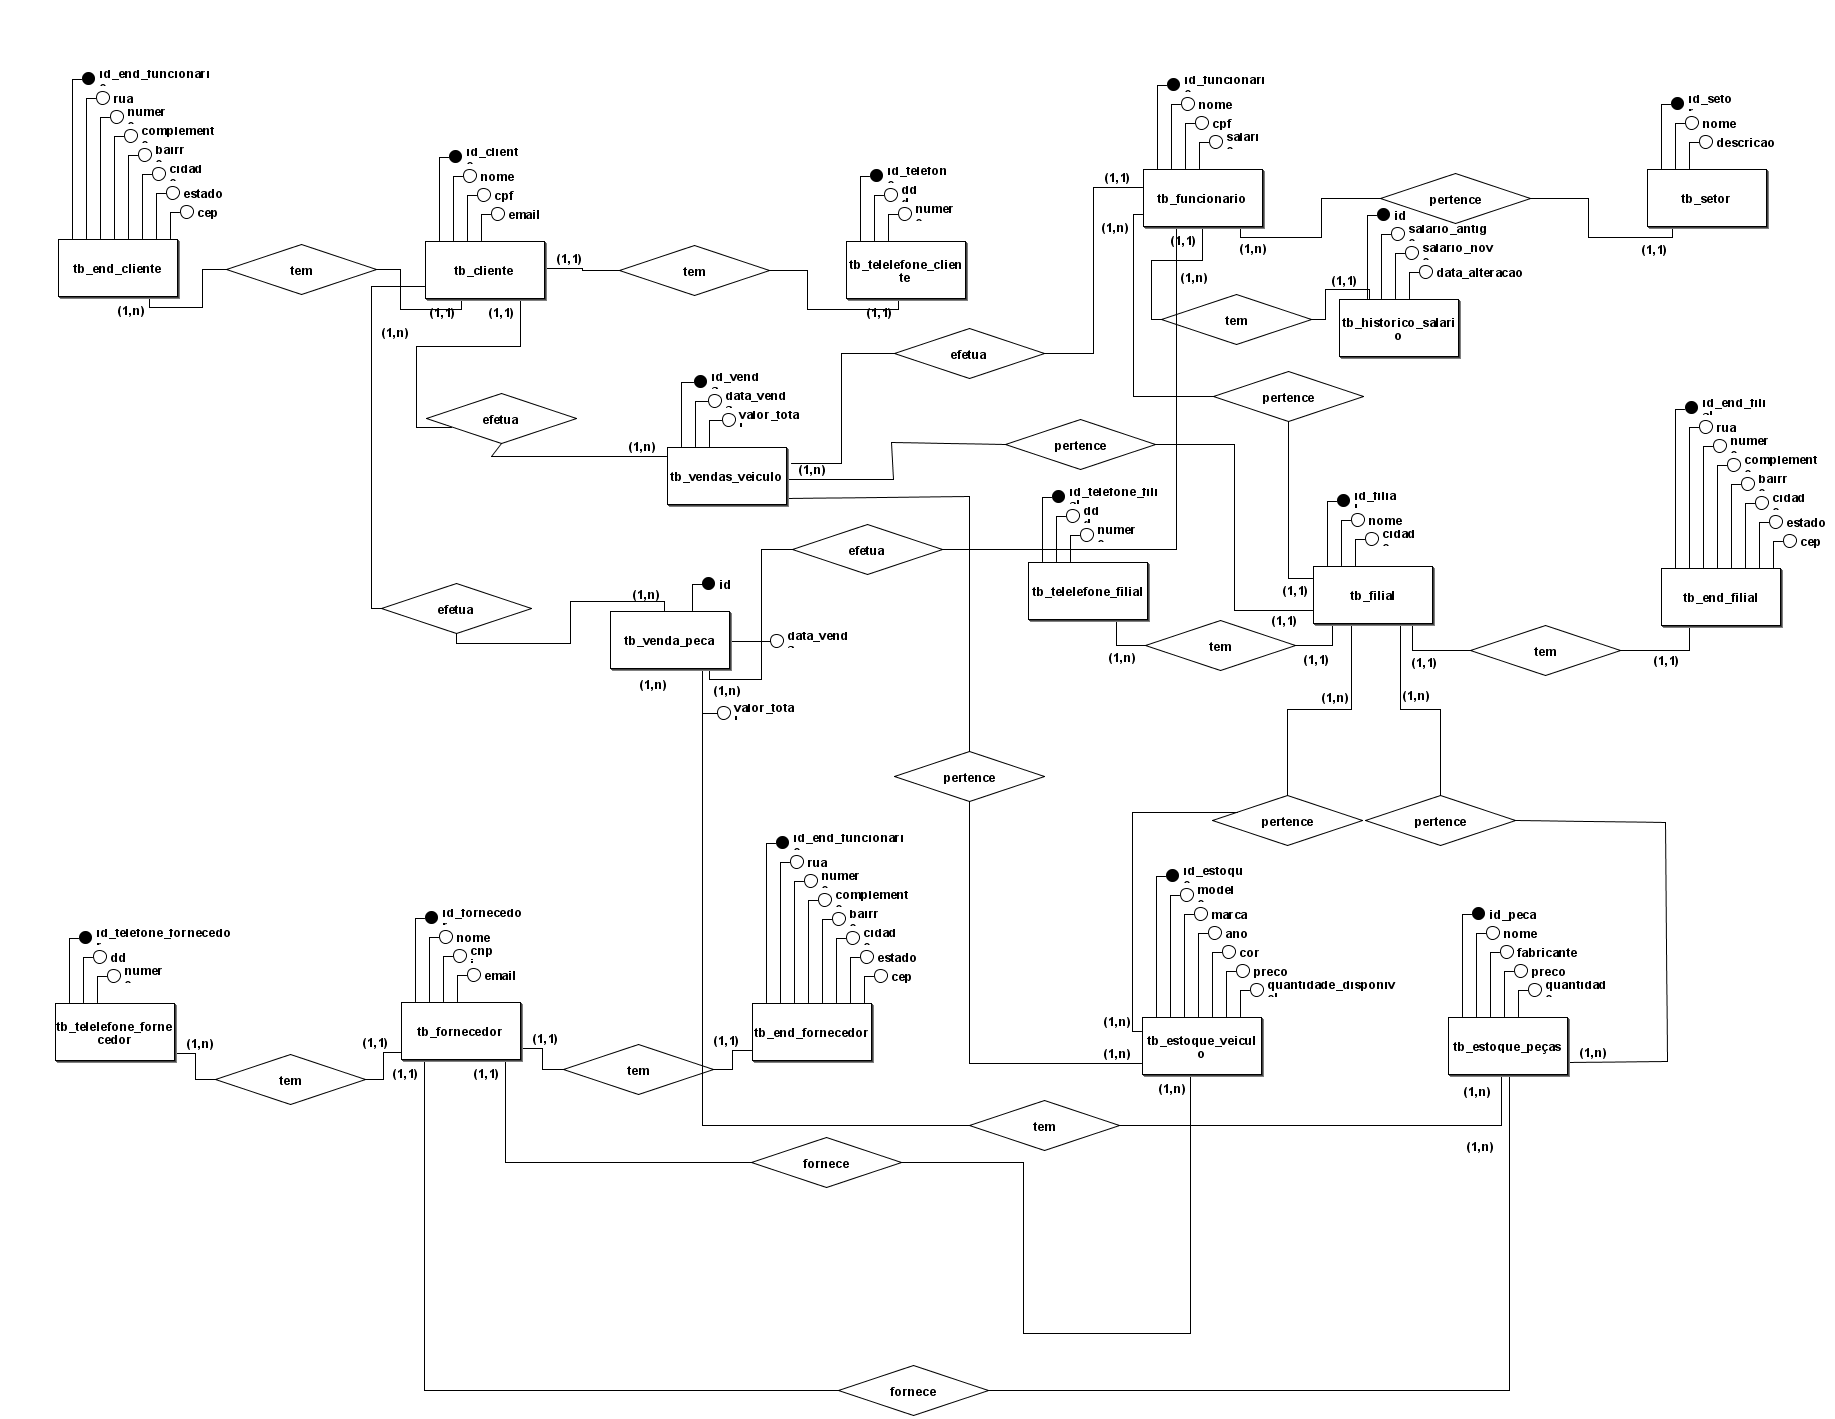 id_end_funcionari
rua
numer
complement
bairr
cidad
estado
cep
tb_end_cliente
(1,n)
tem
id_client
nome
cpf
email
tb_cliente
(1,1)
(1,1)
(1,1)
(1,n)
tem
id_telefon
dd
numer
tb_telelefone_clien
te
(1,1)
id_funcionari
nome
cpf
salari
tb_funcionario
(1,1)
(1,n)
(1,1)
(1,n)
(1,n)
pertence
id_seto
nome
descricao
tb_setor
(1,1)
id
salario_antig
salario_nov
data_alteracao
(1,1)
tb_historico_salari
o
tem
efetua
efetua
id_vend
data_vend
valor_tota
tb_vendas_veiculo
(1,n)
(1,n)
pertence
pertence
id_telefone_fili
dd
numer
tb_telelefone_filial
(1,n)
tem
(1,1)
id_filia
nome
cidad
tb_filial
(1,1)
(1,1)
(1,1)
(1,n)
(1,n)
tem
(1,1)
id_end_fili
rua
numer
complement
bairr
cidad
estado
cep
tb_end_filial
efetua
efetua
(1,n)
id
tb_venda_peca
data_vend
(1,n)
(1,n)
valor_tota
pertence
pertence
pertence
id_end_funcionari
rua
numer
complement
bairr
cidad
estado
cep
tb_end_fornecedor
(1,1)
id_telefone_fornecedo
dd
numer
tb_telelefone_forne
cedor
(1,n)
tem
(1,1)
id_fornecedo
nome
cnp
email
tb_fornecedor
(1,1)
(1,1)
(1,1)
tem
id_estoqu
model
marca
ano
cor
preco
quantidade_disponiv
tb_estoque_veicul
o
(1,n)
(1,n)
(1,n)
id_peca
nome
fabricante
preco
quantidad
tb_estoque_peças
(1,n)
(1,n)
(1,n)
tem
fornece
fornece